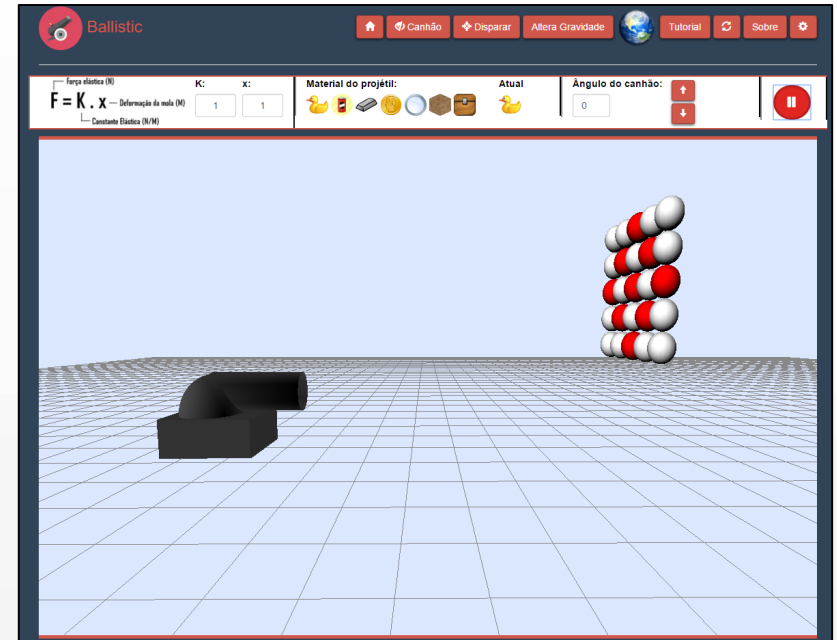 Ballistic
Canhão
Disparar
Altera Gravidade
Tutorial
Sobre
Força elástica (N)
F = K . x
Deformação da mola (M)
Constante Elástica (N/M)
K:
x:
1
1
Material do projétil:
Atual
Ângulo do canhão:
0